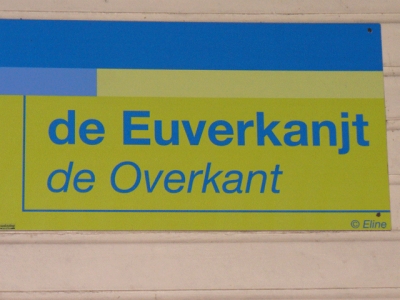 de Euverkanjt
de Overkant
© Eline